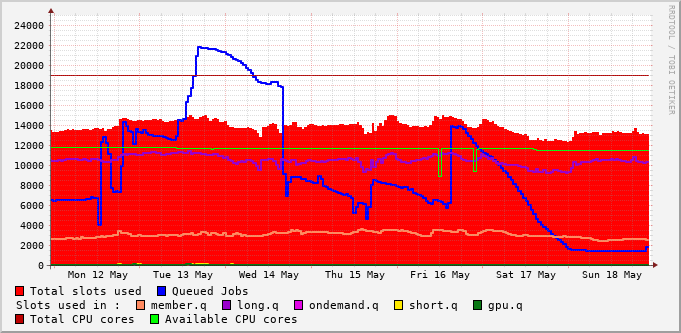 RRDTOOL / TOBI OETIKER
24000
22000
20000
18000
16000
14000
12000
10000
8000
6000
4000
2000
0
Mon 12 May Tue 13 May Wed 14 May Thu 15 May Fri 16 May Sat 17 May Sun 18 May
Total slots used Queued Jobs
Slots used in : member.q long.q ondemand.q short.q gpu.q
Total CPU cores Available CPU cores